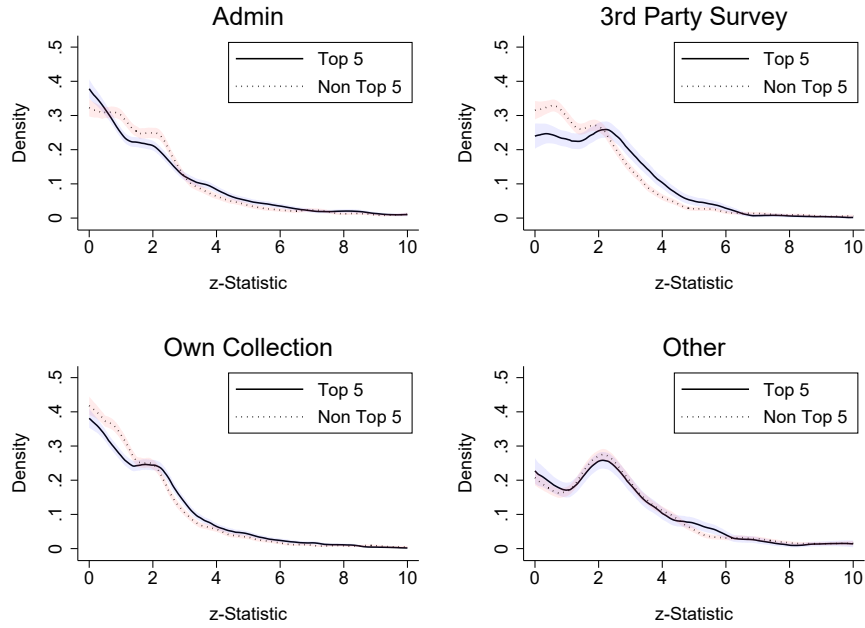 Admin
Top 5
Non Top 5
Density
.5
.4
.3
.2
.1
0
0 2 4 6 8 10
z-Statistic
3rd Party Survey
Top 5
Non Top 5
Density
.5
.4
.3
.2
.1
0
0 2 4 6 8 10
z-Statistic
Own Collection
Top 5
Non Top 5
Density
.5
.4
.3
.2
.1
0
0 2 4 6 8 10
z-Statistic
Other
Top 5
Non Top 5
Density
.5
.4
.3
.2
.1
0
0 2 4 6 8 10
z-Statistic